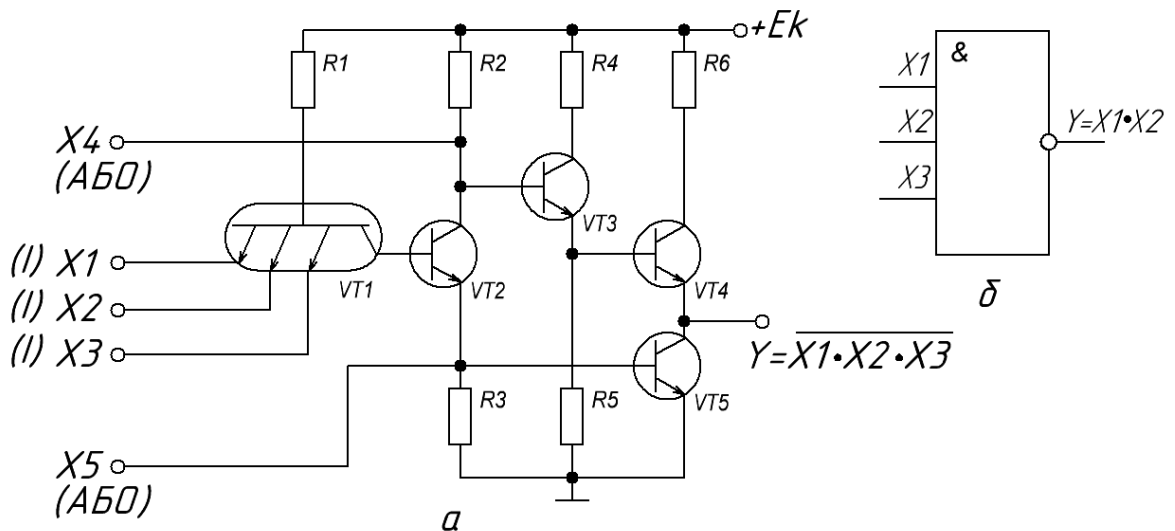 +Ek
R1
R2
R4
R6
X4
(АБО)
VT3
(I) X1
(I) X2
(I) X3
VT1
VT2
VT4
Y=X1•X2•X3
VT5
R3
R5
X5
(АБО)
а
&
X1
X2
X3
Y=X1•X2
б